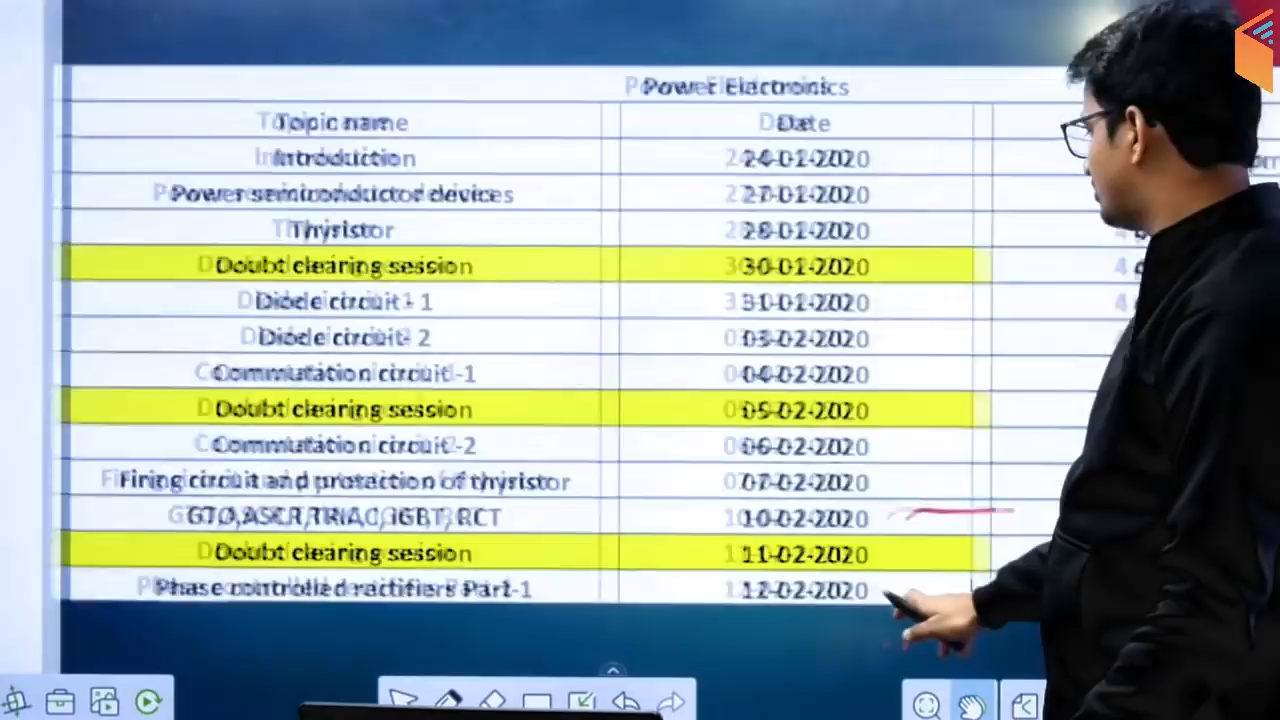 Power Electronics
Topic name Date
Introduction 24-01-2020
Power semiconductor devices 27-01-2020
Thyristor 28-01-2020
Doubt clearing session 30-01-2020
4
Diode circuit - 1 31-01-2020
4
Diode circuit- 2 03-02-2020
Commutation circuit -1 04-02-2020
Doubt clearing session 05-02-2020
Commutation circuit -2 06-02-2020
Firing circuit and protection of thyristor 07-02-2020
GTO,ASCR,TRIAC, IGBT, RCT 10-02-2020
Doubt clearing session 11-02-2020
Phase controlled rectifiers Part-1 12-02-2020